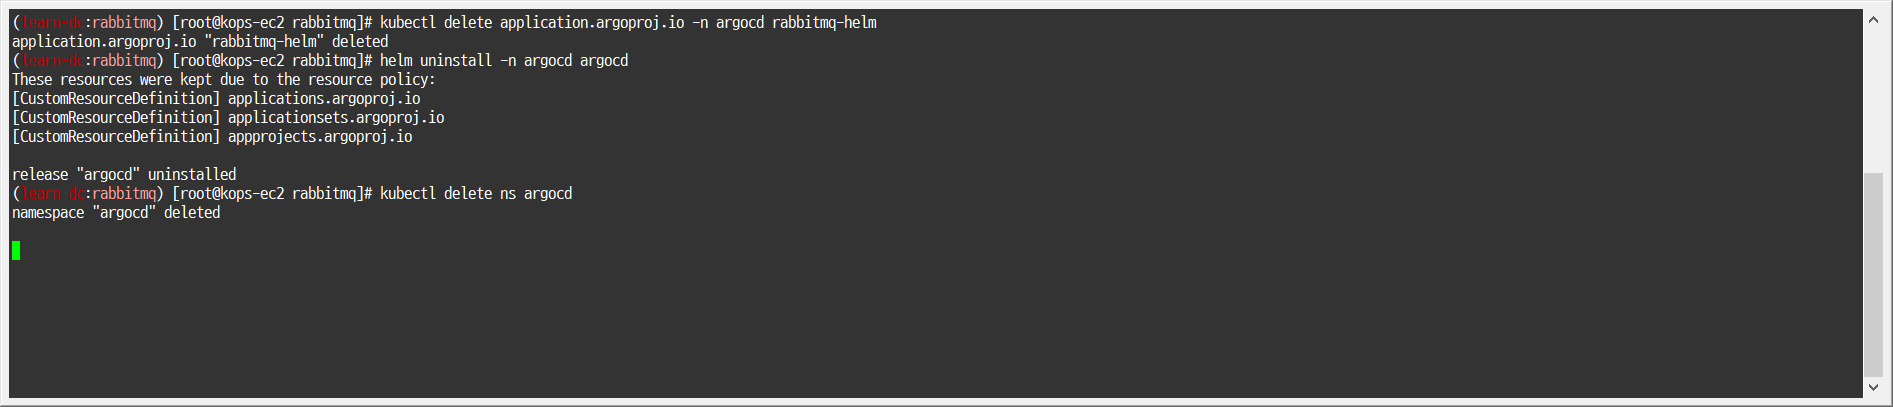 (learn-dc:rabbitmq) [root@kops-ec2 rabbitmq]# kubectl delete application.argoproj.io -n argocd rabbitmq-helm
application.argoproj.io "rabbitmq-helm" deleted
(learn-dc:rabbitmq) [root@kops-ec2 rabbitmq]# helm uninstall -n argocd argocd
These resources were kept due to the resource policy:
[CustomResourceDefinition] applications.argoproj.io
[CustomResourceDefinition] applicationsets.argoproj.io
[CustomResourceDefinition] appprojects.argoproj.io
release "argocd" uninstalled
(learn-dc:rabbitmq) [root@kops-ec2 rabbitmq]# kubectl delete ns argocd
namespace "argocd" deleted